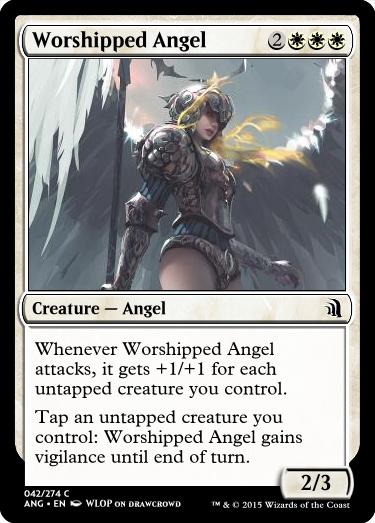 Worshipped Angel 2
Creature — Angel
Whenever Worshipped Angel
attacks, it gets +1/+1 for each
untapped creature you control.
Tap an untapped creature you
control: Worshipped Angel gains
vigilance until end of turn.
2/3
042/274 C
ANG • EN WLOP ON DRAWCROWD ™ & © 2015 Wizards of the Coast